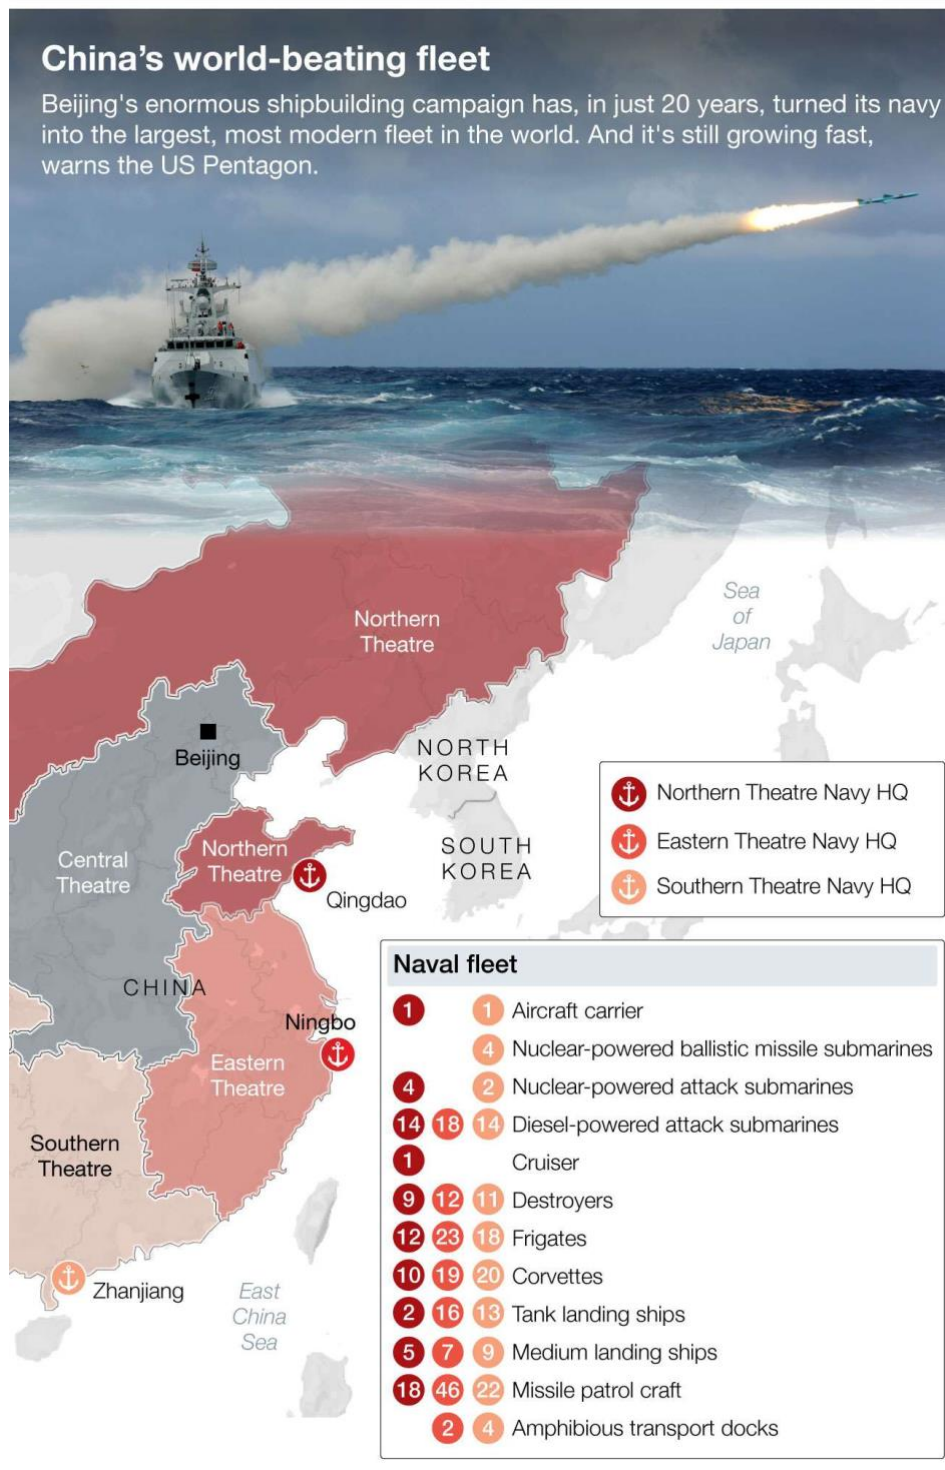 China's world-beating fleet
Beijing's enormous shipbuilding campaign has, in just 20 years, turned its navy
into the largest, most modern fleet in the world. And it's still growing fast,
warns the US Pentagon.
Northern
Theatre
Sea
of
Japan
Beijing
NORTH
KOREA
Northern Theatre Navy HQ
Eastern Theatre Navy HQ
Southern Theatre Navy HQ
Central
Theatre
Northern
Theatre
SOUTH
KOREA
Qingdao
CHINA
Ningbo
Eastern
Theatre
Southern
Theatre
Zhanjiang
East
China
Sea
Naval fleet
1 1 Aircraft carrier
4 Nuclear-powered ballistic missile submarines
4 2 Nuclear-powered attack submarines
14 18 14 Diesel-powered attack submarines
1 Cruiser
9 12 11 Destroyers
12 23 18 Frigates
10 19 20 Corvettes
2 16 13 Tank landing ships
5 7 9 Medium landing ships
18 46 22 Missile patrol craft
2 4 Amphibious transport docks